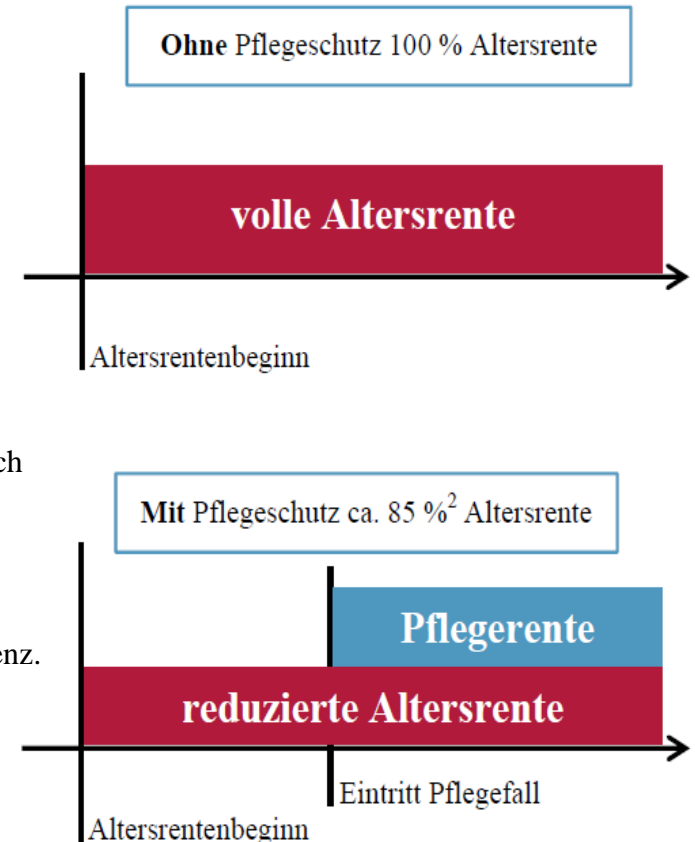 Ohne Pflegeschutz 100 % Altersrente
volle Altersrente
Altersrentenbeginn
Mit Pflegeschutz ca. 85 %² Altersrente
Pflegerente
reduzierte Altersrente
Eintritt Pflegefall
Altersrentenbeginn